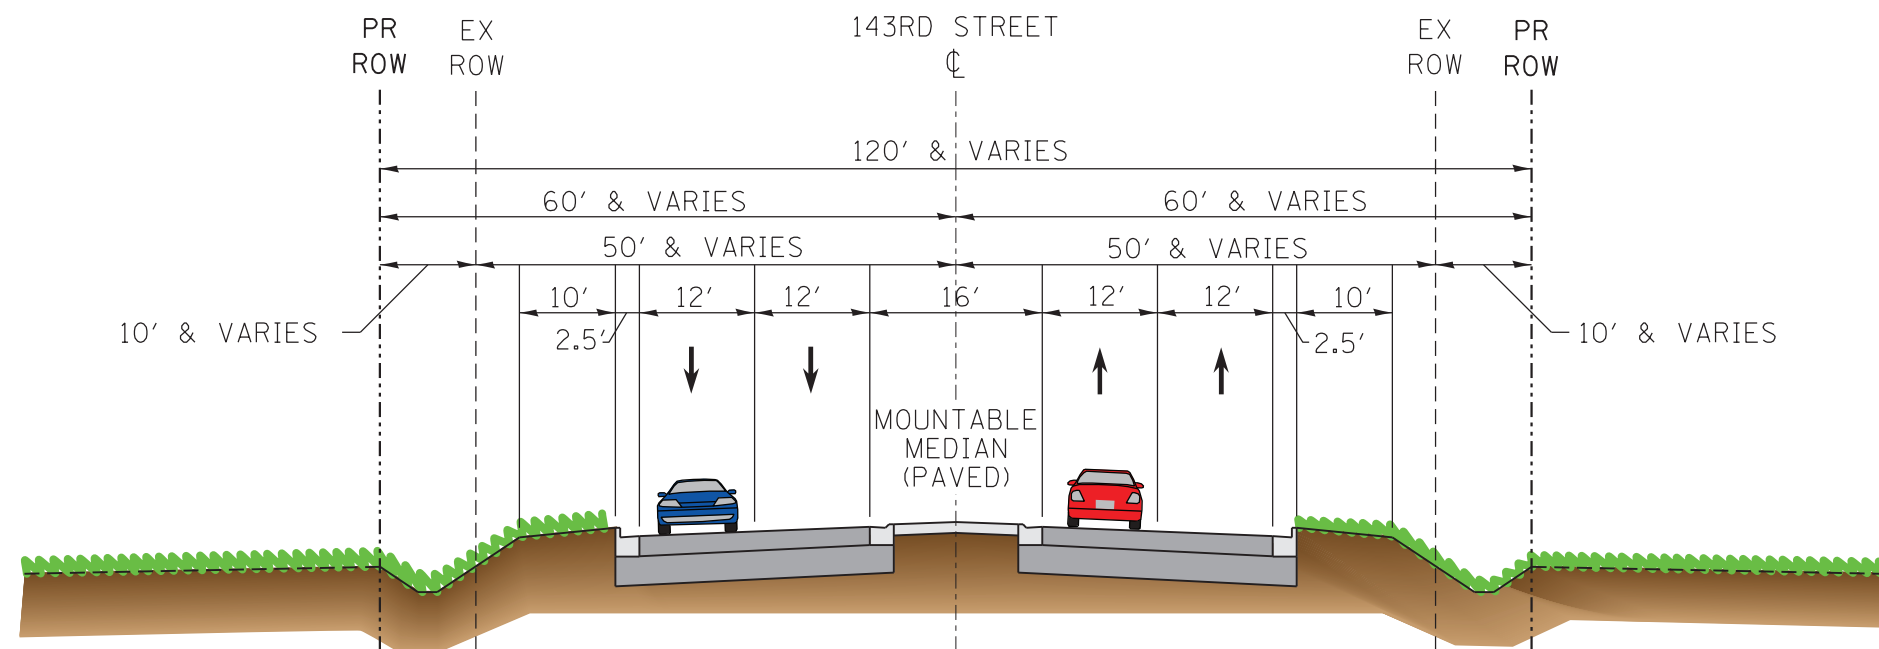 PR
ROW
EX
ROW
143RD STREET
℄
EX
ROW
PR
ROW
120' & VARIES
60' & VARIES
60' & VARIES
50' & VARIES
50' & VARIES
10'
12'
12'
16'
12'
12'
10'
10' & VARIES
2.5'
2.5'
10' & VARIES
MOUNTABLE
MEDIAN
(PAVED)